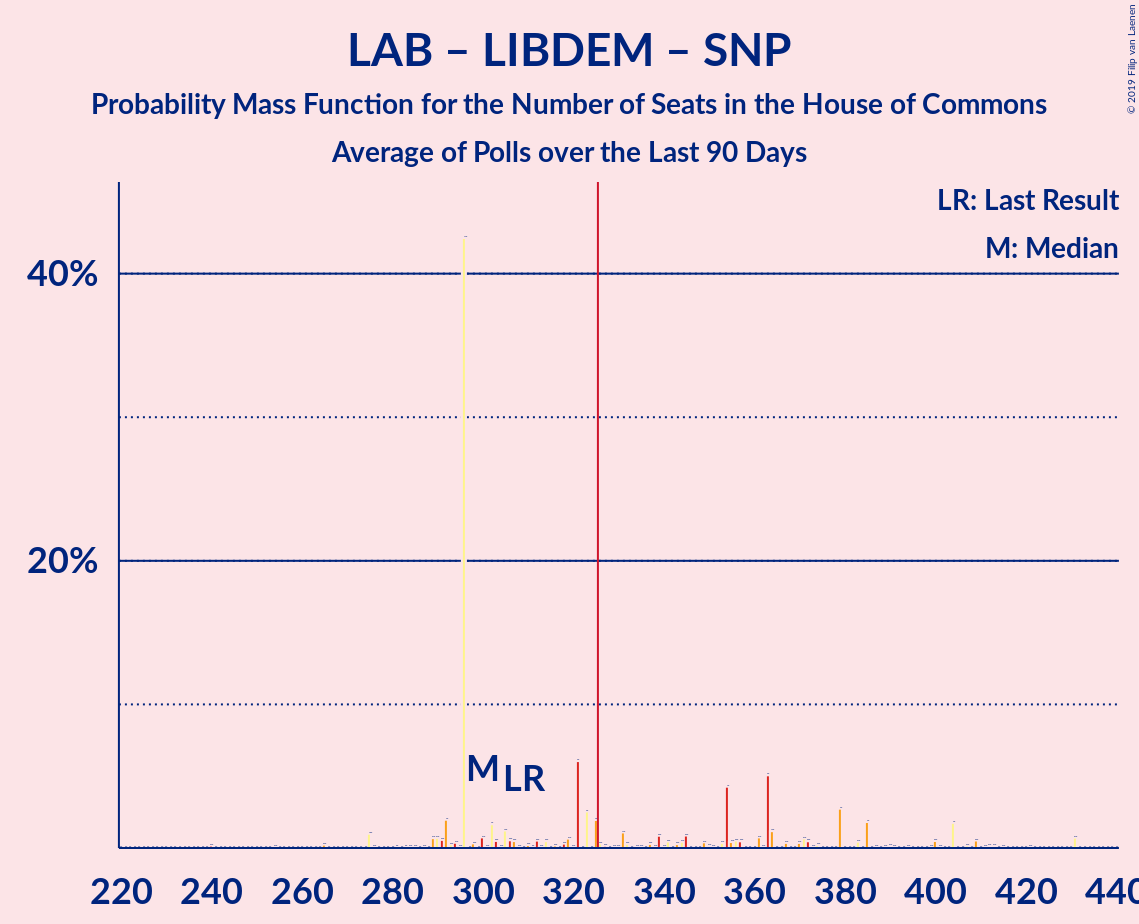 LAB – LIBDEM – SNP
Probability Mass Function for the Number of Seats in the House of Commons
Average of Polls over the Last 90 Days
© 2019 Filip van Laenen
LR: Last Result
M: Median
40%
20%
M LR
220 240 260 280 300 320 340 360 380 400 420 440